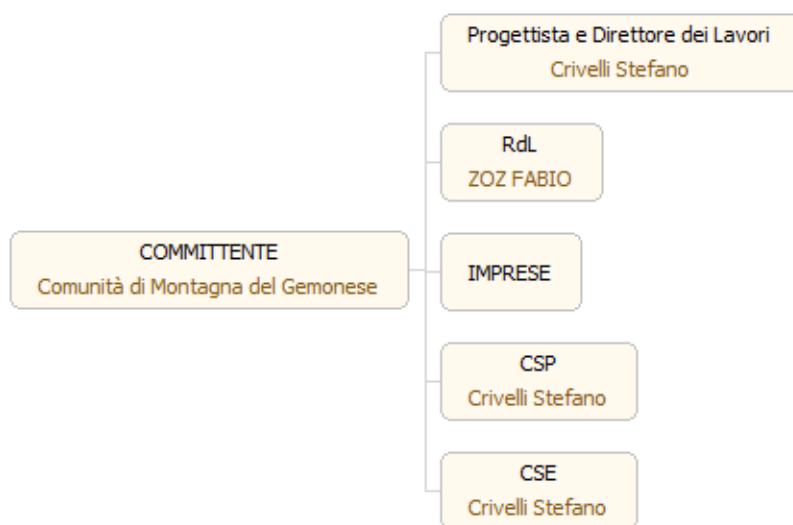 Progettista e Direttore dei Lavori
Crivelli Stefano
RdL
ZOZ FABIO
COMMITTENTE
Comunità di Montagna del Gemonese
IMPRESE
CSP
Crivelli Stefano
CSE
Crivelli Stefano